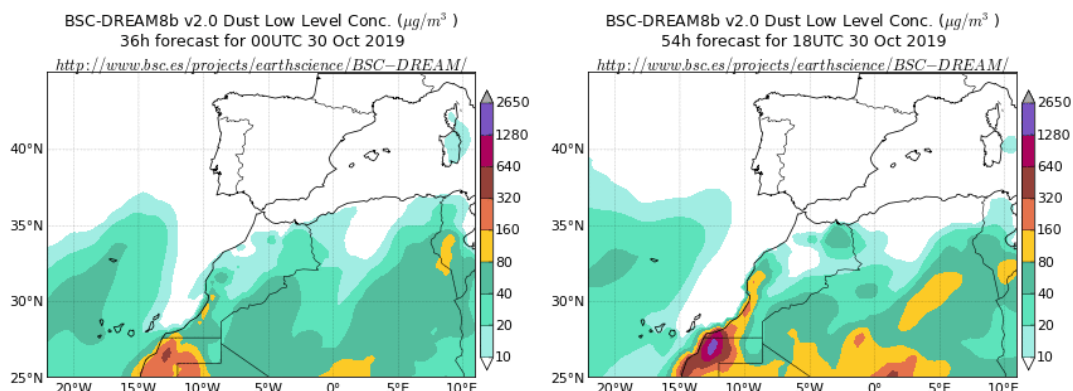 BSC-DREAM8b v2.0 Dust Low Level Conc. (μg/m³ )
36h forecast for 00UTC 30 Oct 2019
http://www.bsc.es/projects/earthscience/BSC−DREAM/
40°N
35°N
30°N
25°N
20°W 15°W 10°W 5°W 0° 5°E 10°E
2650
1280
640
320
160
80
40
20
10
BSC-DREAM8b v2.0 Dust Low Level Conc. (μg/m³ )
54h forecast for 18UTC 30 Oct 2019
http://www.bsc.es/projects/earthscience/BSC−DREAM/
40°N
35°N
30°N
25°N
20°W 15°W 10°W 5°W 0° 5°E 10°E
2650
1280
640
320
160
80
40
20
10